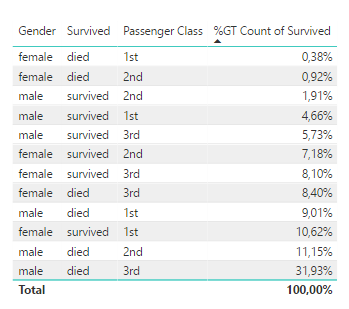 Gender Survived Passenger Class %GT Count of Survived
female died 1st 0,38%
female died 2nd 0,92%
male survived 2nd 1,91%
male survived 1st 4,66%
male survived 3rd 5,73%
female survived 2nd 7,18%
female survived 3rd 8,10%
female died 3rd 8,40%
male died 1st 9,01%
female survived 1st 10,62%
male died 2nd 11,15%
male died 3rd 31,93%
Total 100,00%